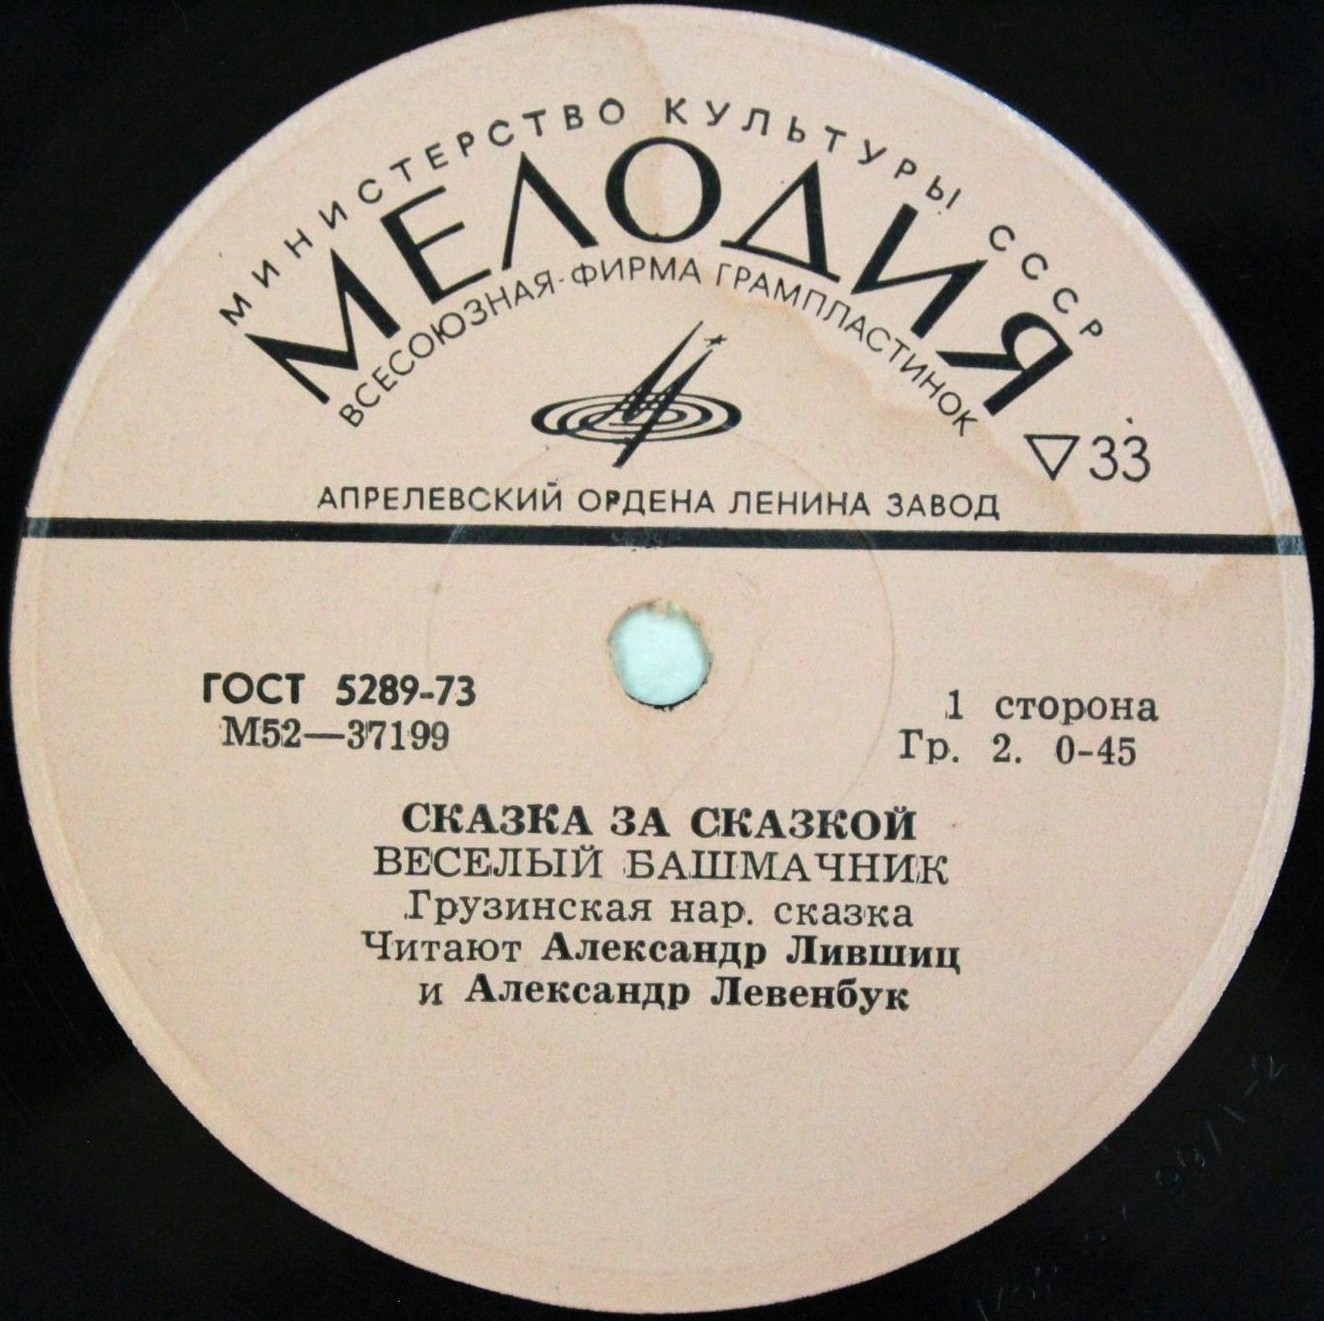 МИНИСТЕРСТВО КУЛЬТУРЫ СССР
МЕЛОДИЯ
ВСЕСОЮЗНАЯ ФИРМА ГРАМПЛАСТИНОК
33
АПРЕЛЕВСКИЙ ОРДЕНА ЛЕНИНА ЗАВОД
ГОСТ 5289-73
М52—37199
1 сторона
Гр. 2. 0-45
СКАЗКА ЗА СКАЗКОЙ
ВЕСЕЛЫЙ БАШМАЧНИК
Грузинская нар. сказка
Читают Александр Лившиц
и Александр Левенбук